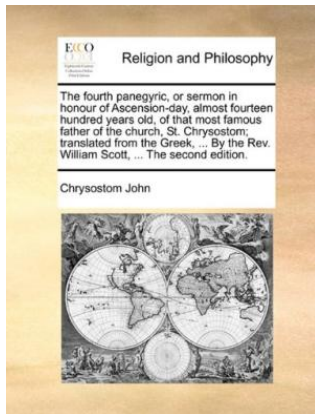 ECCO
Religion and Philosophy
The fourth panegyric, or sermon in
honour of Ascension-day, almost fourteen
hundred years old, of that most famous
father of the church, St. Chrysostom;
translated from the Greek, ... By the Rev.
William Scott, ... The second edition.
Chrysostom John